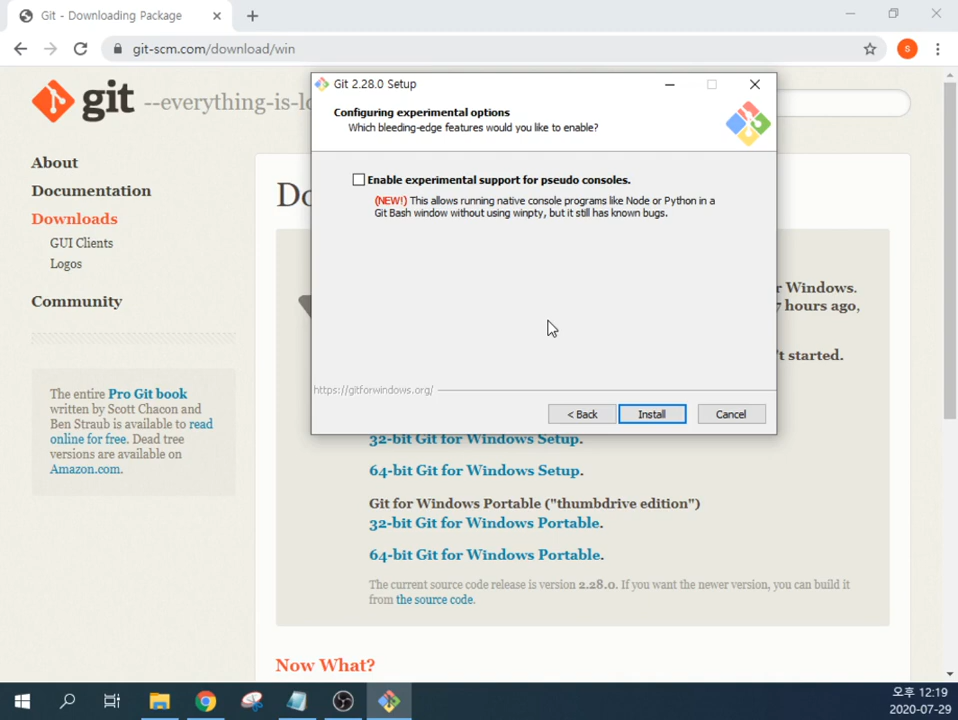 Git - Downloading Package
git-scm.com/download/win
S
git --everything-is-lo
About
Documentation
Downloads
GUI Clients
Logos
Community
The entire Pro Git book
written by Scott Chacon and
Ben Straub is available to read
online for free. Dead tree
versions are available on
Amazon.com.
Do
Git 2.28.0 Setup
Configuring experimental options
Which bleeding-edge features would you like to enable?
Enable experimental support for pseudo consoles.
(NEW!) This allows running native console programs like Node or Python in a
Git Bash window without using winpty, but it still has known bugs.
https://gitforwindows.org/
< Back
Install
Cancel
r Windows.
7 hours ago,
't started.
32-bit Git for Windows Setup.
64-bit Git for Windows Setup.
Git for Windows Portable ("thumbdrive edition")
32-bit Git for Windows Portable.
64-bit Git for Windows Portable.
The current source code release is version 2.28.0. If you want the newer version, you can build it
from the source code.
Now What?
오후 12:19
2020-07-29